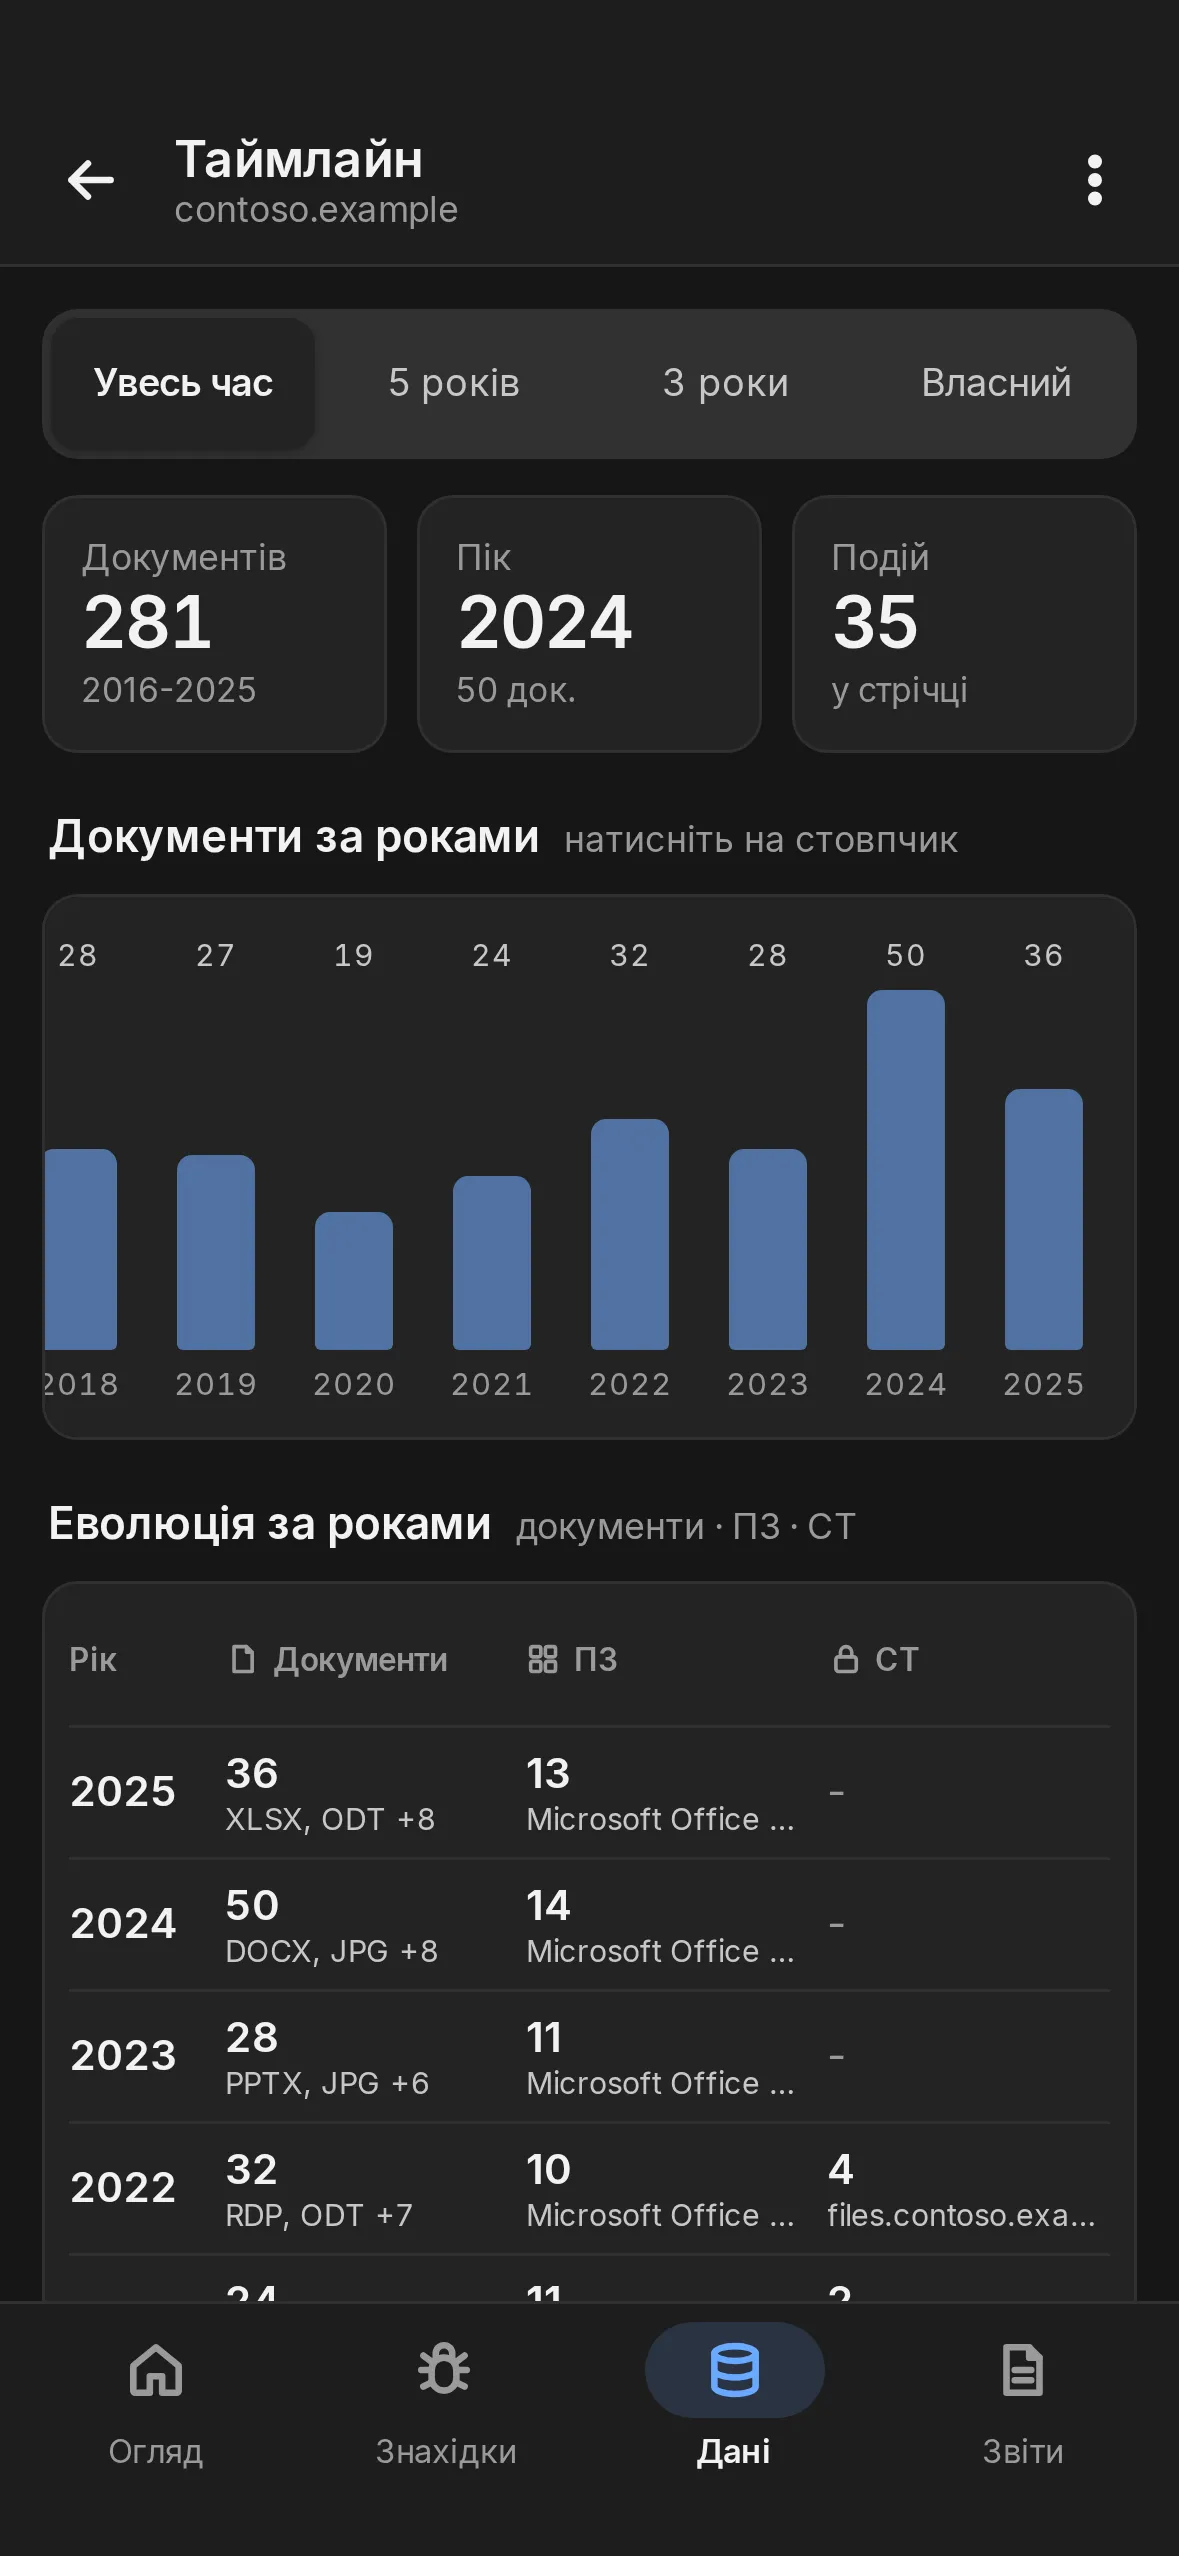 Таймлайн
contoso.example
Увесь час 5 років 3 роки Власний
Документів Пік Подій
281 2024 35
2016-2025 50 док. у стрічці
Документи за роками натисніть на стовпчик
28 27 19 24 32 28 50 36
2018 2019 2020 2021 2022 2023 2024 2025
Еволюція за роками документи · ПЗ · СТ
Рік Документи ПЗ СТ
2025 36 13 -
XLSX, ODT +8 Microsoft Office ...
2024 50 14 -
DOCX, JPG +8 Microsoft Office ...
2023 28 11 -
PPTX, JPG +6 Microsoft Office ...
2022 32 10 4
RDP, ODT +7 Microsoft Office ... files.contoso.exa...
24 11 2
Огляд Знахідки Дані Звіти